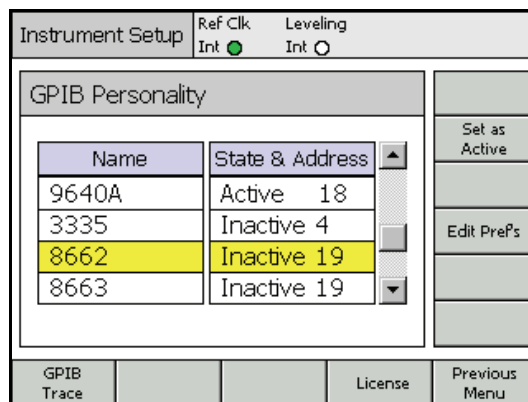 Instrument Setup
Ref Clk Leveling
Int Int
GPIB Personality
Name State & Address
9640A Active 18
3335 Inactive 4
8662 Inactive 19
8663 Inactive 19
Set as
Active
Edit Pref's
GPIB
Trace
License
Previous
Menu